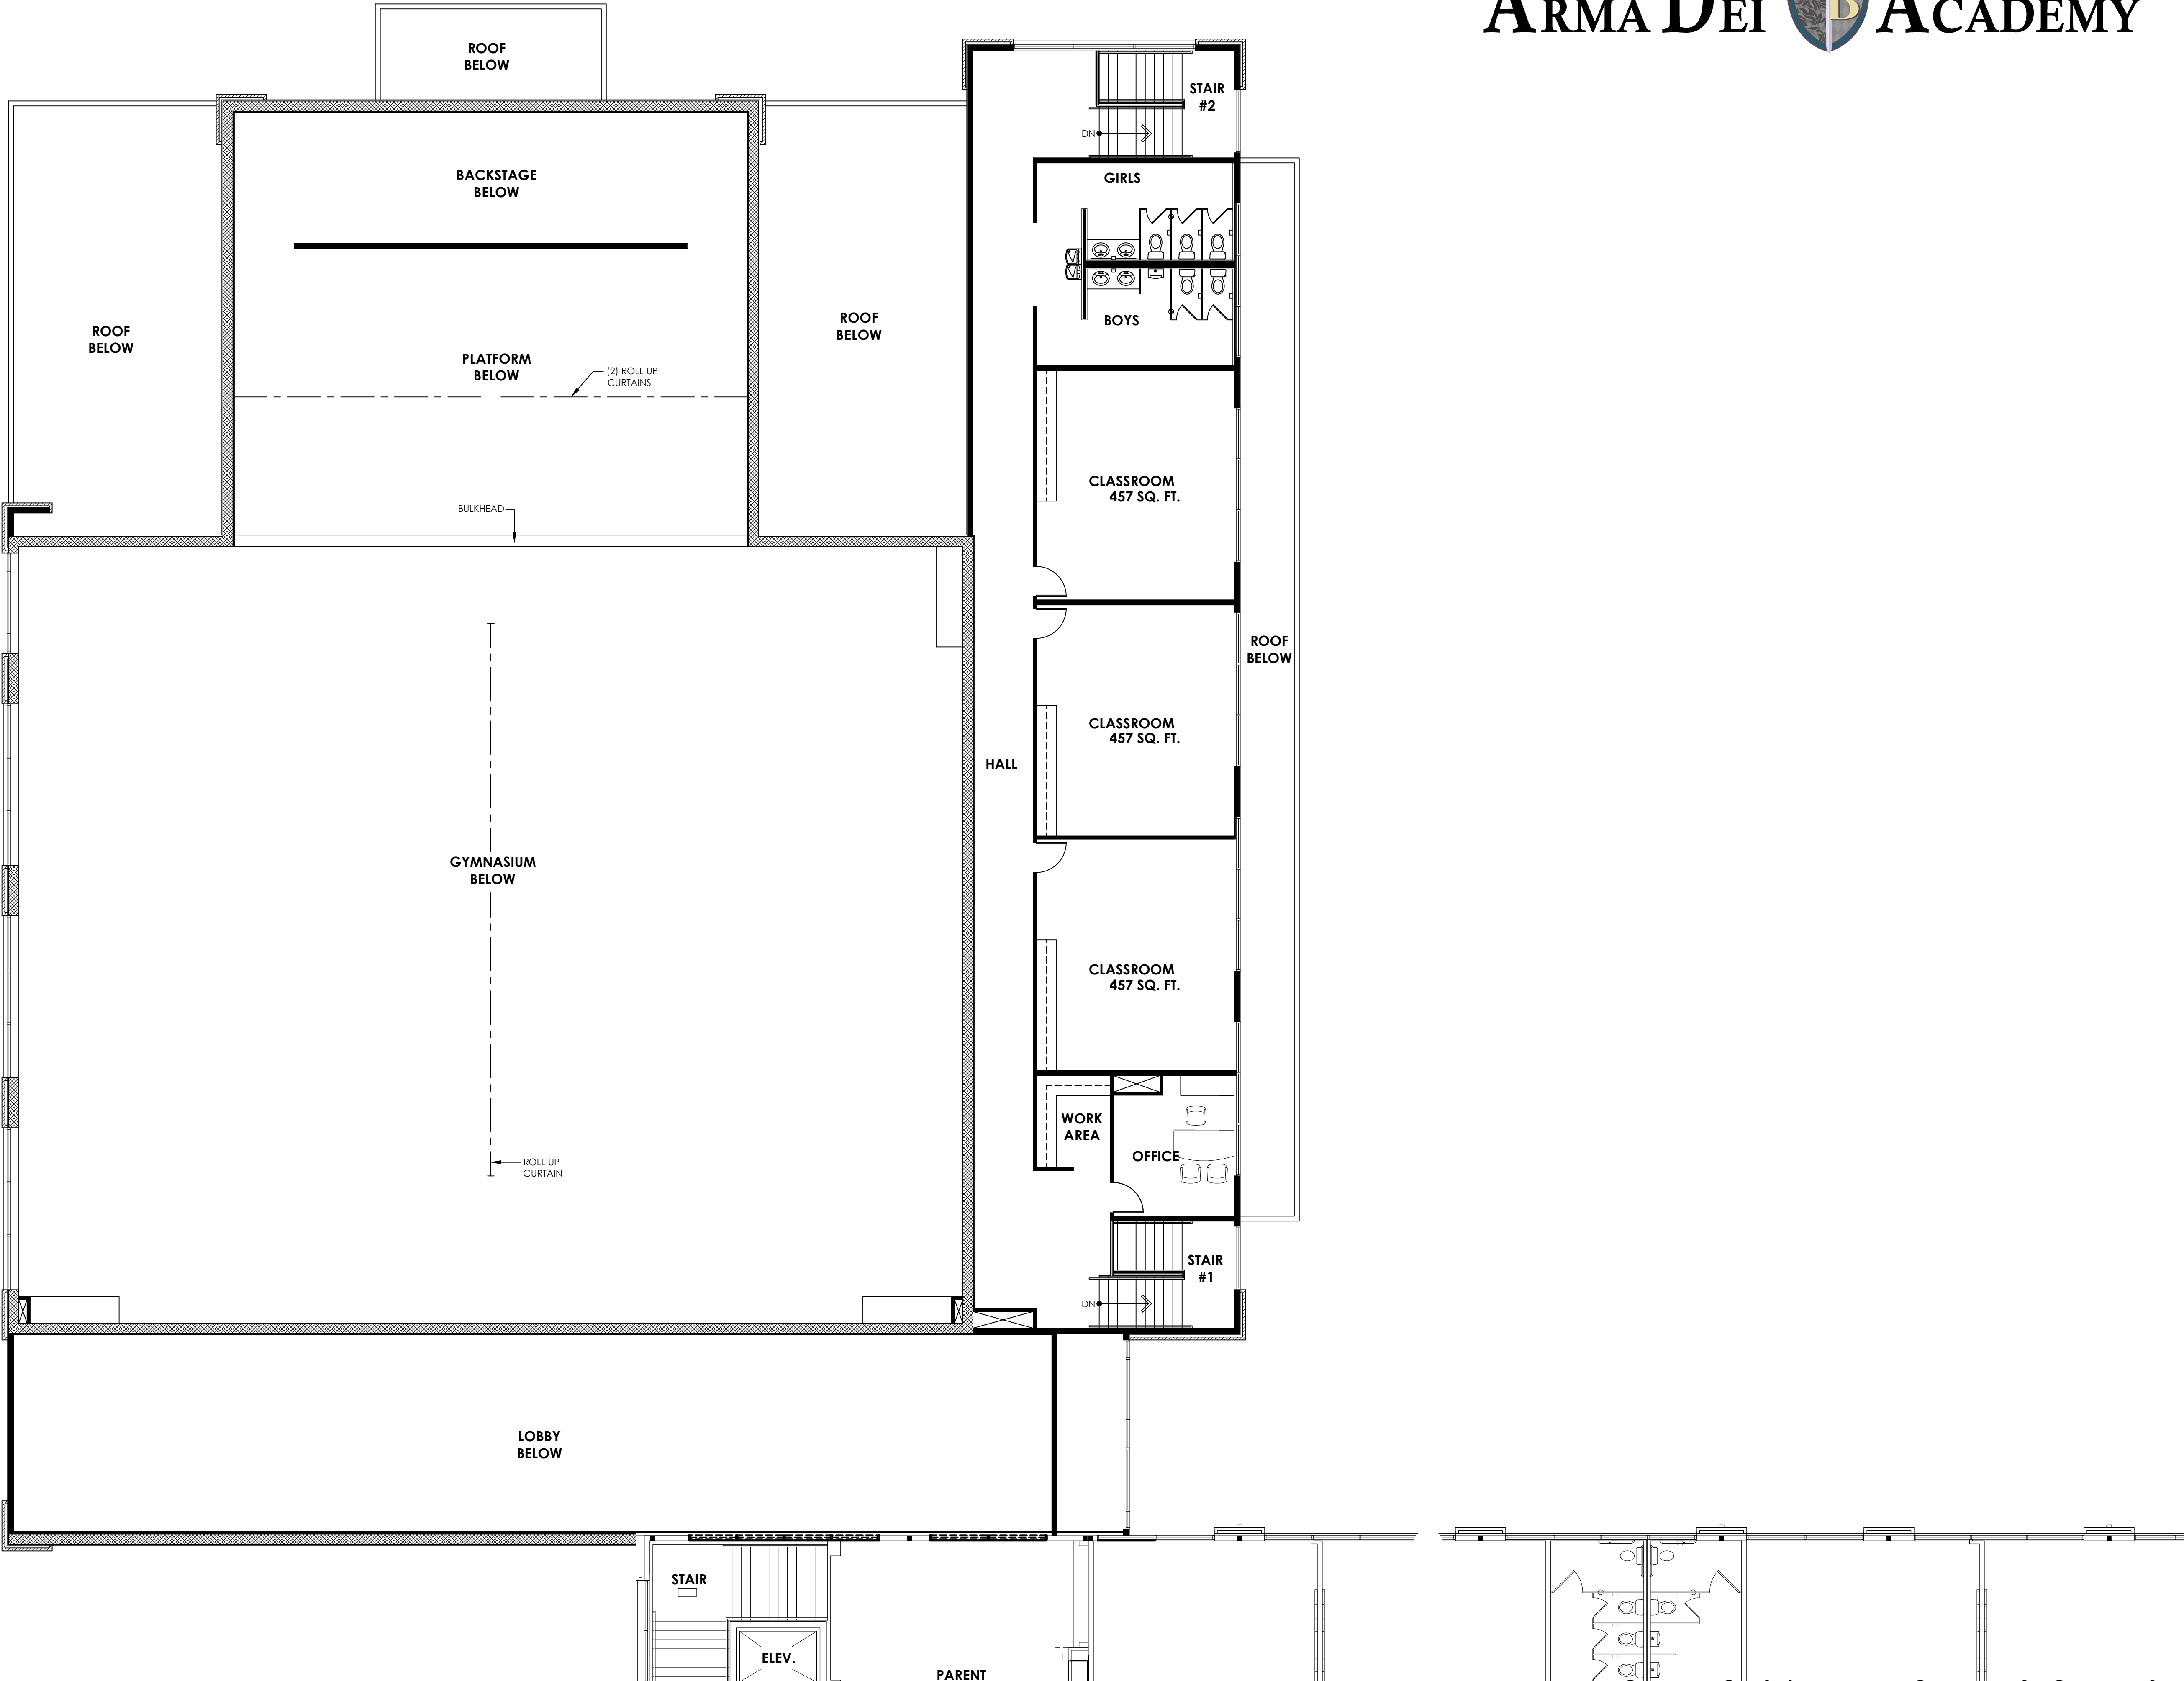 ARMA DEI ACADEMY
ROOF
BELOW
STAIR
#2
DN
BACKSTAGE
BELOW
GIRLS
ROOF
BELOW
ROOF
BELOW
BOYS
PLATFORM
BELOW
(2) ROLL UP
CURTAINS
CLASSROOM
457 SQ. FT.
BULKHEAD
ROOF
BELOW
CLASSROOM
457 SQ. FT.
HALL
GYMNASIUM
BELOW
CLASSROOM
457 SQ. FT.
WORK
AREA
OFFICE
ROLL UP
CURTAIN
STAIR
#1
DN
LOBBY
BELOW
STAIR
ELEV.
PARENT